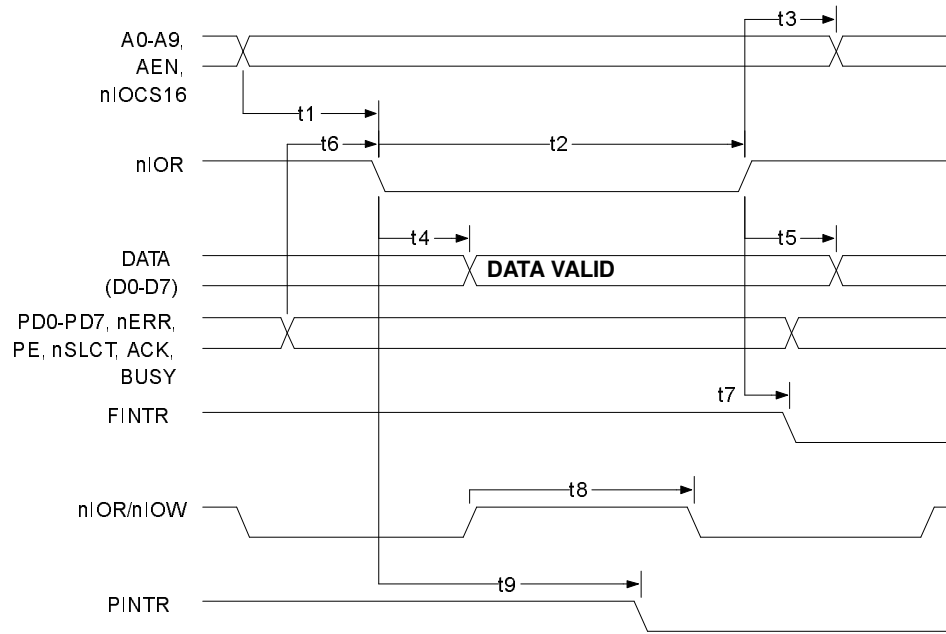 t3
A0-A9,
AEN,
nIOCS16
t1
t6
t2
nIOR
t4
t5
DATA
(D0-D7)
DATA VALID
PD0-PD7, nERR,
PE, nSLCT, ACK,
BUSY
t7
FINTR
t8
nIOR/nIOW
t9
PINTR